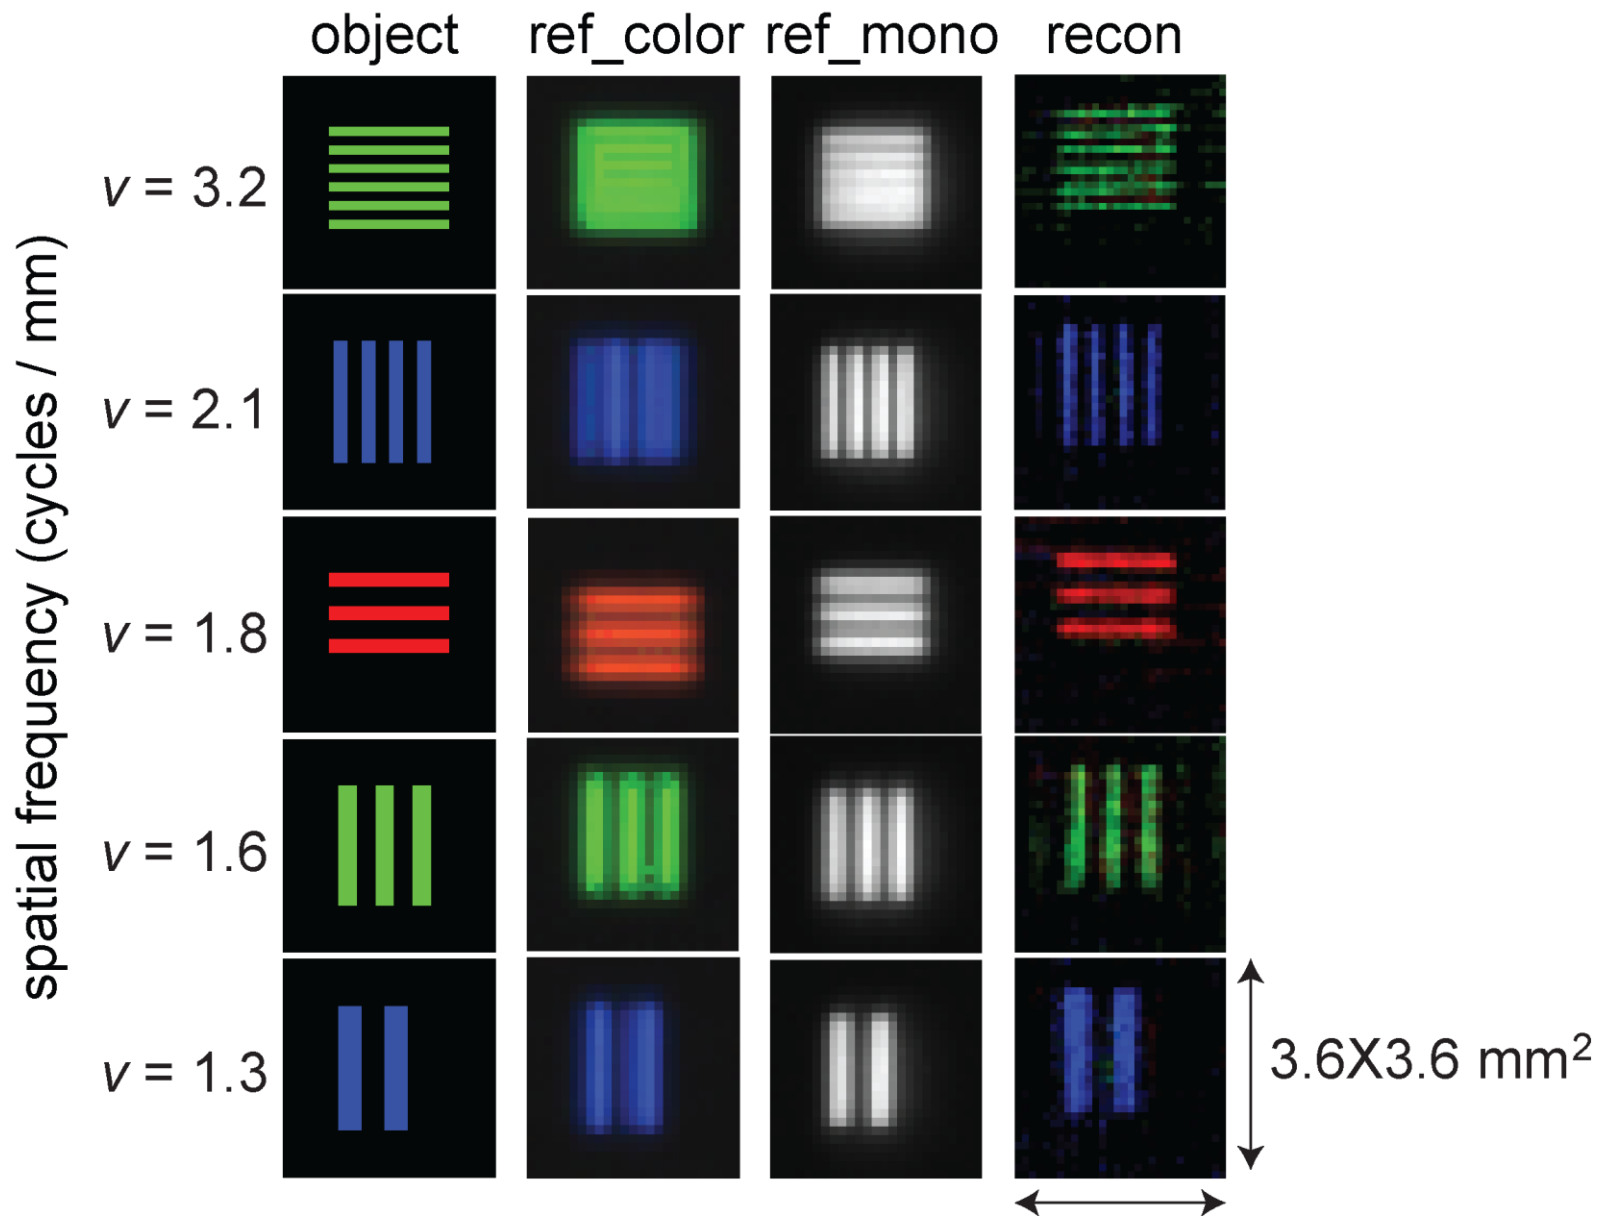 object ref_color ref_mono recon
spatial frequency (cycles / mm)
v = 3.2
v = 2.1
v = 1.8
v = 1.6
v = 1.3
3.6X3.6 mm²